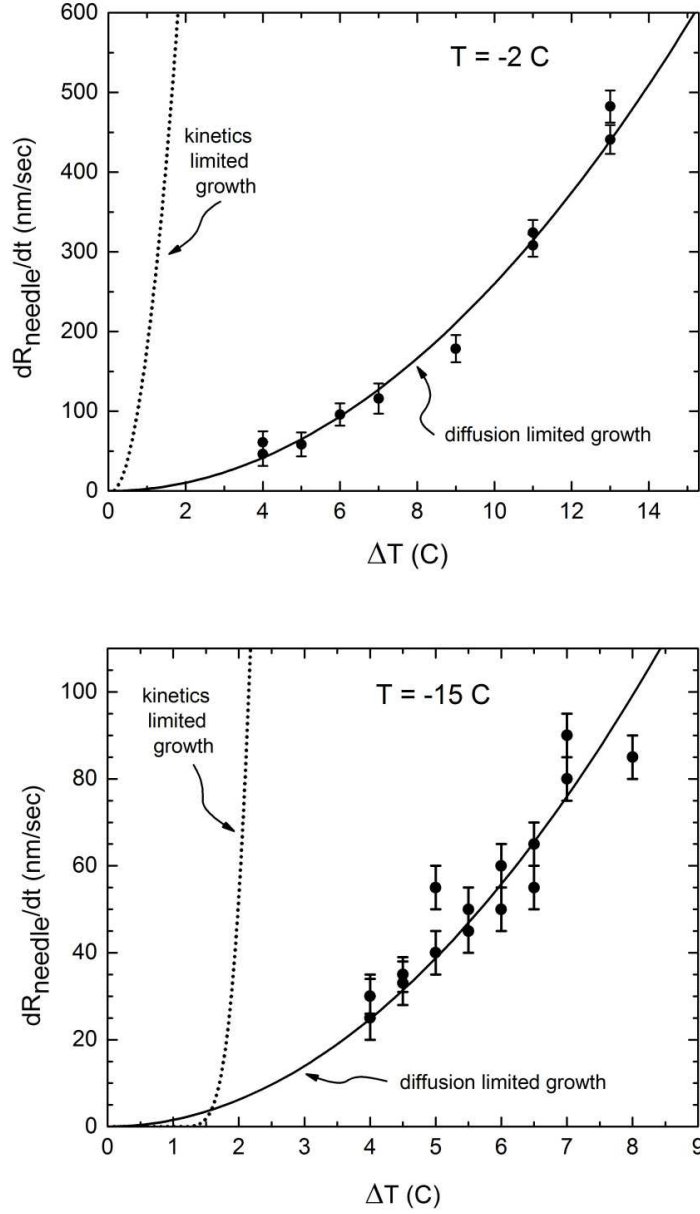 600
500
400
300
200
100
0
dRneedle/dt (nm/sec)
T = -2 C
kinetics
limited
growth
diffusion limited growth
0 2 4 6 8 10 12 14
ΔT (C)
100
80
60
40
20
0
dRneedle/dt (nm/sec)
T = -15 C
kinetics
limited
growth
diffusion limited growth
0 1 2 3 4 5 6 7 8 9
ΔT (C)